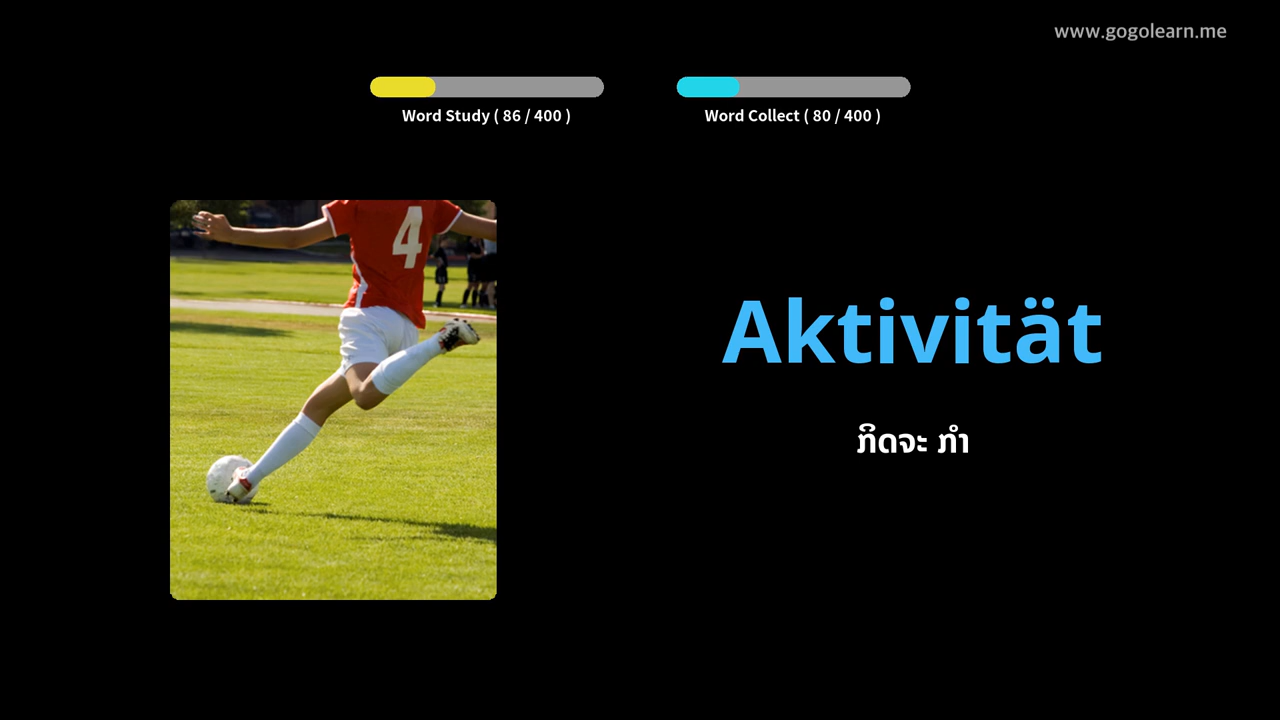 www.gogolearn.me
Word Study ( 86 / 400 )
Word Collect ( 80 / 400 )
4
Aktivität
ກິດຈະ ກຳ